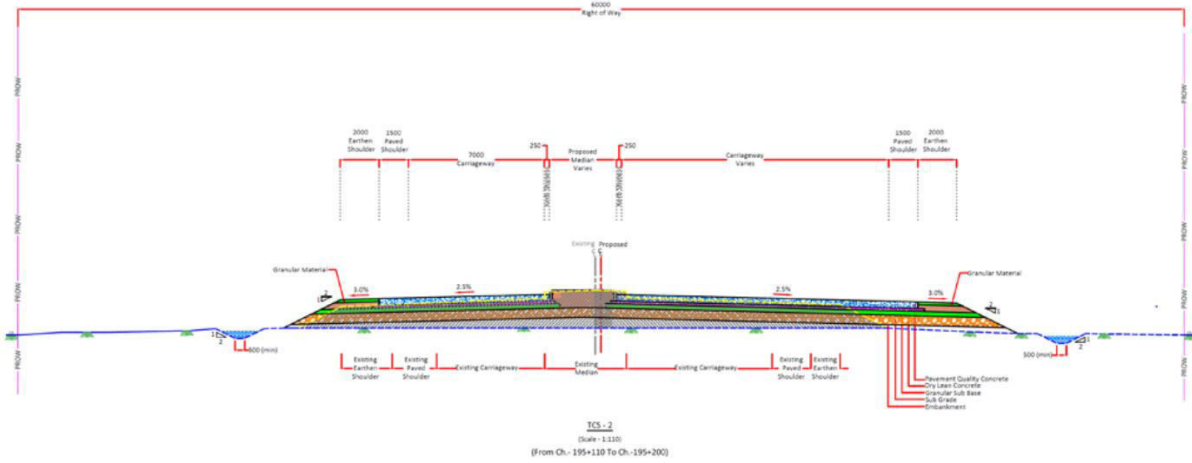 60000
Right of Way
PROW
PROW
PROW
PROW
PROW
PROW
PROW
PROW
PROW
PROW
2000
Earthen
Shoulder
1500
Paved
Shoulder
7000
Carriageway
250
Kerb Shyness
Proposed
Median
Varies
250
Kerb Shyness
Carriageway
Varies
1500
Paved
Shoulder
2000
Earthen
Shoulder
Existing
Proposed
Granular Material
3.0%
2.5%
2.5%
3.0%
Granular Material
2
1
2
1
1
2
1
2
500 (min)
500 (min)
Existing
Earthen
Shoulder
Existing
Paved
Shoulder
Existing Carriageway
Existing
Median
Existing Carriageway
Existing
Paved
Shoulder
Existing
Earthen
Shoulder
Pavement Quality Concrete
Dry Lean Concrete
Granular Sub Base
Sub Grade
Embankment
TCS - 2
(Scale - 1:110)
(From Ch.- 195+110 To Ch.-195+200)